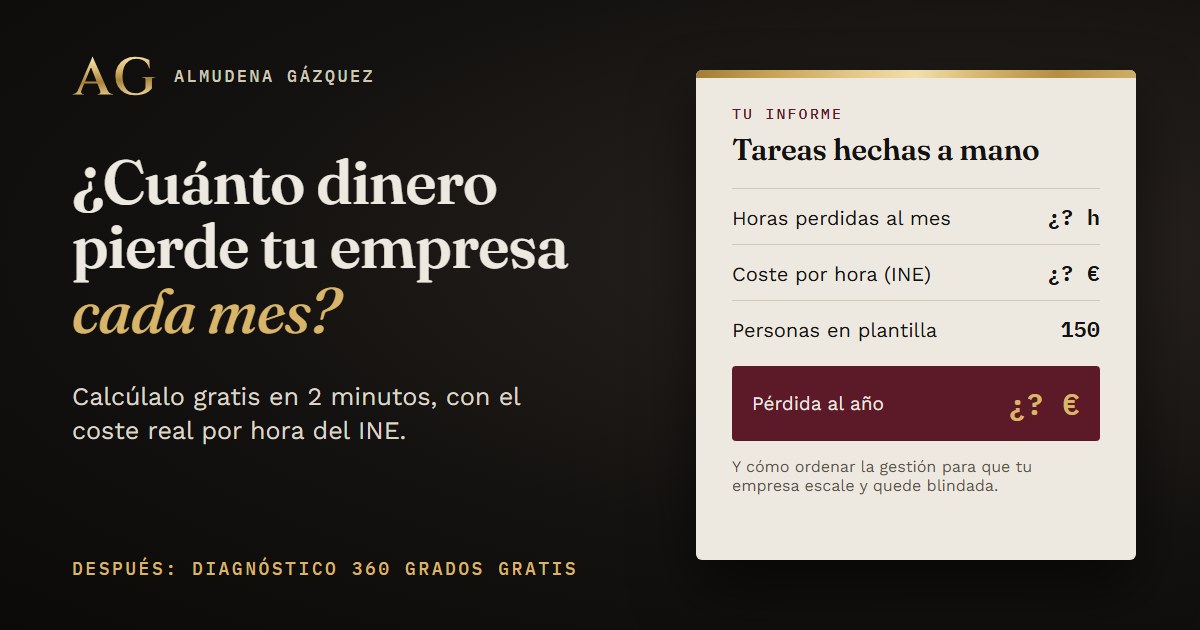 AG ALMUDENA GÁZQUEZ
¿Cuánto dinero
pierde tu empresa
cada mes?
Calcúlalo gratis en 2 minutos, con el
coste real por hora del INE.
DESPUÉS: DIAGNÓSTICO 360 GRADOS GRATIS
TU INFORME
Tareas hechas a mano
Horas perdidas al mes ¿? h
Coste por hora (INE) ¿? €
Personas en plantilla 150
Pérdida al año ¿? €
Y cómo ordenar la gestión para que tu
empresa escale y quede blindada.